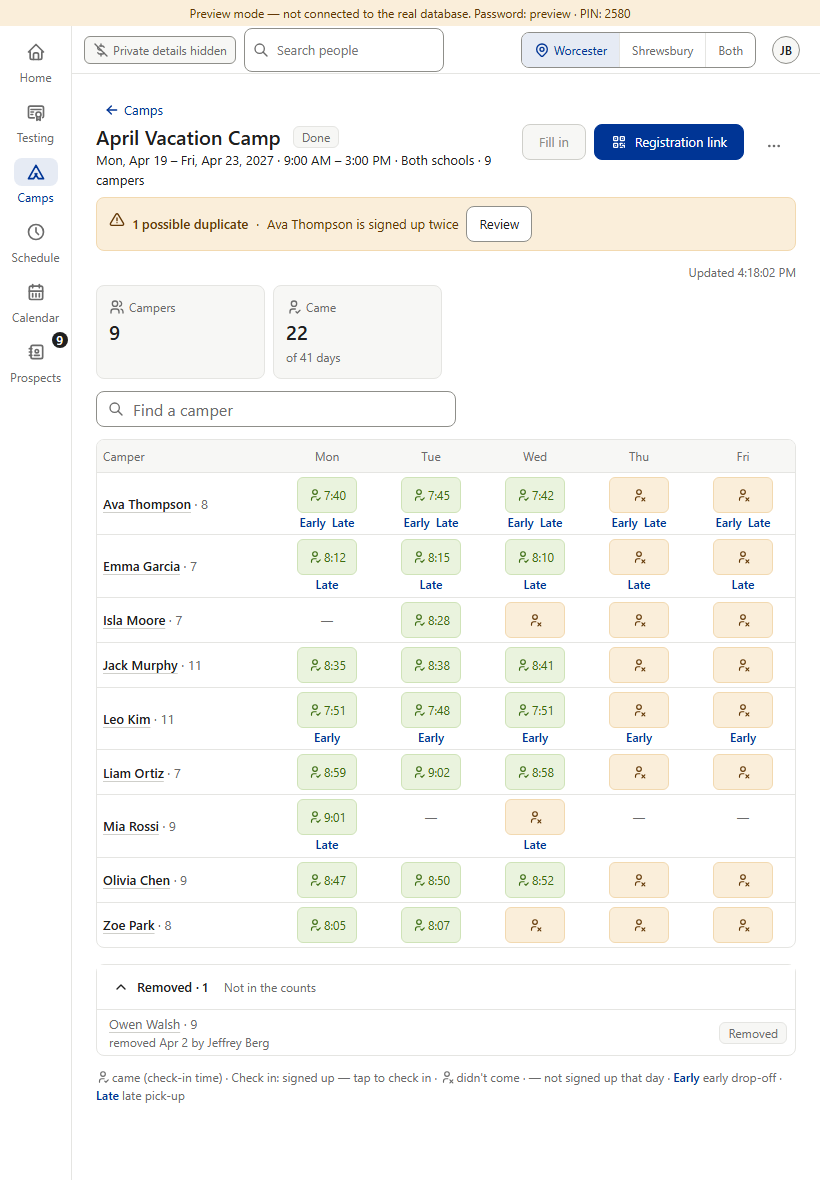 Preview mode — not connected to the real database. Password: preview · PIN: 2580
Private details hidden
Search people
Worcester Shrewsbury Both
JB
Home
Testing
Camps
Schedule
Calendar
9
Prospects
Camps
April Vacation Camp Done
Mon, Apr 19 – Fri, Apr 23, 2027 · 9:00 AM – 3:00 PM · Both schools · 9
campers
Fill in
Registration link
...
1 possible duplicate · Ava Thompson is signed up twice Review
Updated 4:18:02 PM
Campers
9
Came
22
of 41 days
Find a camper
Camper Mon Tue Wed Thu Fri
Ava Thompson · 8 7:40 7:45 7:42
Early Late Early Late Early Late Early Late Early Late
Emma Garcia · 7 8:12 8:15 8:10
Late Late Late Late Late
Isla Moore · 7 — 8:28
Jack Murphy · 11 8:35 8:38 8:41
Leo Kim · 11 7:51 7:48 7:51
Early Early Early Early Early
Liam Ortiz · 7 8:59 9:02 8:58
Mia Rossi · 9 9:01 — — —
Late Late
Olivia Chen · 9 8:47 8:50 8:52
Zoe Park · 8 8:05 8:07
Removed · 1 Not in the counts
Owen Walsh · 9
removed Apr 2 by Jeffrey Berg
Removed
came (check-in time) · Check in: signed up — tap to check in · didn't come · — not signed up that day · Early early drop-off ·
Late late pick-up